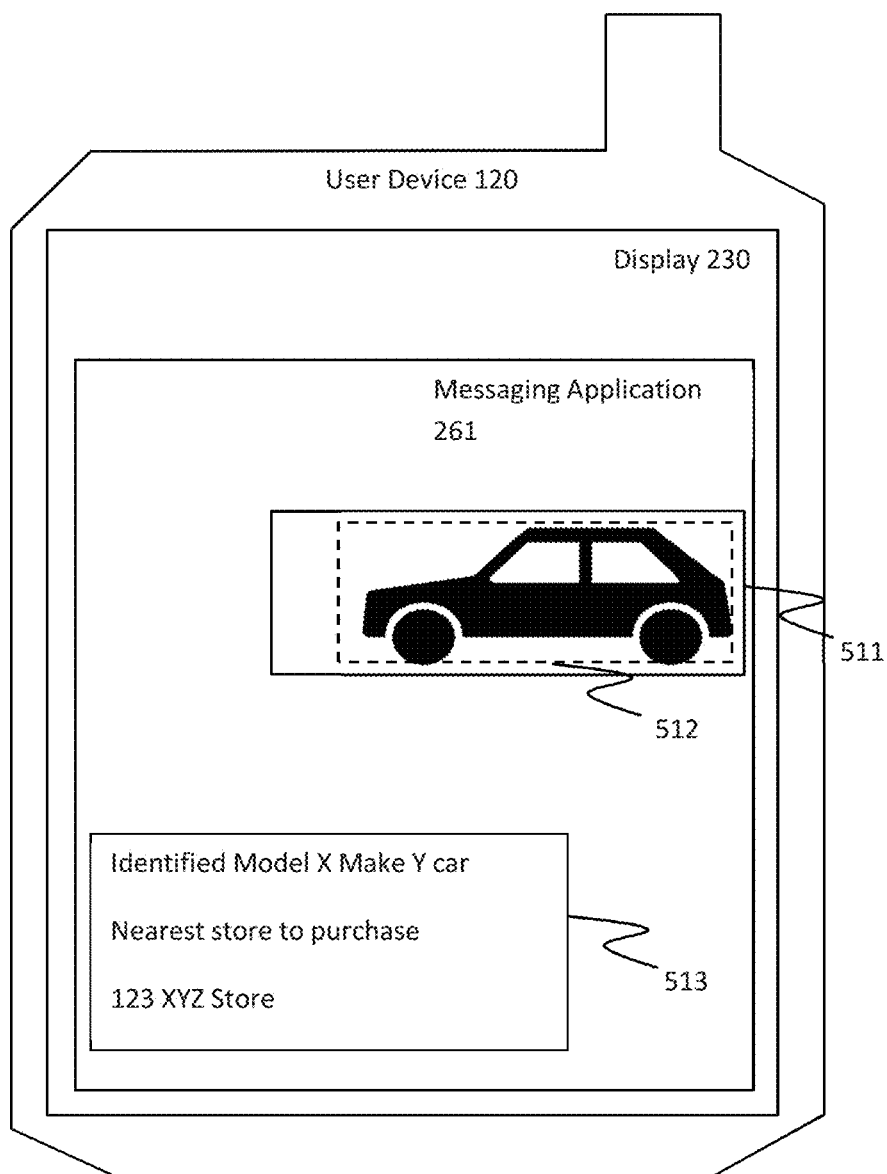 User Device 120
Display 230
Messaging Application
261
511
512
Identified Model X Make Y car
Nearest store to purchase
123 XYZ Store
513